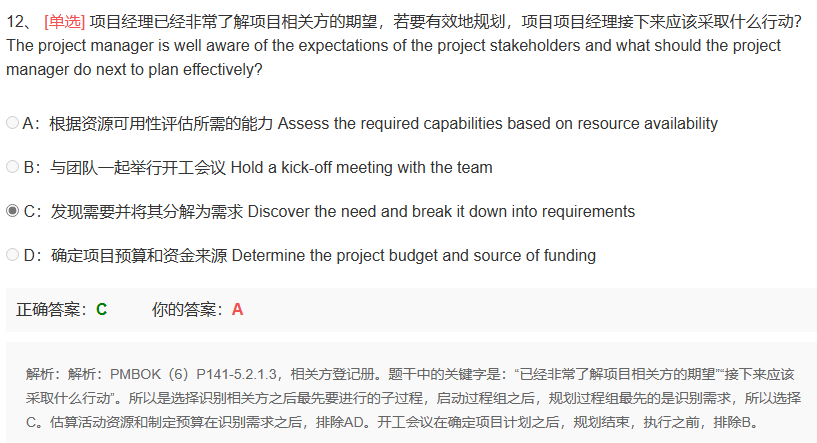 12、 [单选] 项目经理已经非常了解项目相关方的期望，若要有效地规划，项目项目经理接下来应该采取什么行动?
The project manager is well aware of the expectations of the project stakeholders and what should the project
manager do next to plan effectively?
A：根据资源可用性评估所需的能力 Assess the required capabilities based on resource availability
B：与团队一起举行开工会议 Hold a kick-off meeting with the team
C：发现需要并将其分解为需求 Discover the need and break it down into requirements
D：确定项目预算和资金来源 Determine the project budget and source of funding
正确答案：C 你的答案：A
解析：解析：PMBOK（6）P141-5.2.1.3，相关方登记册。题干中的关键字是：“已经非常了解项目相关方的期望”“接下来应该
采取什么行动”。所以是选择识别相关方之后最先要进行的子过程，启动过程组之后，规划过程组最先的是识别需求，所以选择
C。估算活动资源和制定预算在识别需求之后，排除AD。开工会议在确定项目计划之后，规划结束，执行之前，排除B。